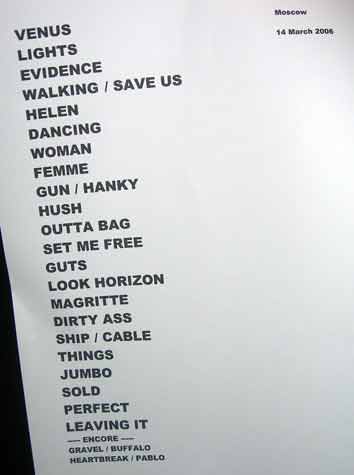 Moscow
14 March 2006
VENUS
LIGHTS
EVIDENCE
WALKING / SAVE US
HELEN
DANCING
WOMAN
FEMME
GUN / HANKY
HUSH
OUTTA BAG
SET ME FREE
GUTS
LOOK HORIZON
MAGRITTE
DIRTY ASS
SHIP / CABLE
THINGS
JUMBO
SOLD
PERFECT
LEAVING IT
---- ENCORE ----
GRAVEL / BUFFALO
HEARTBREAK / PABLO